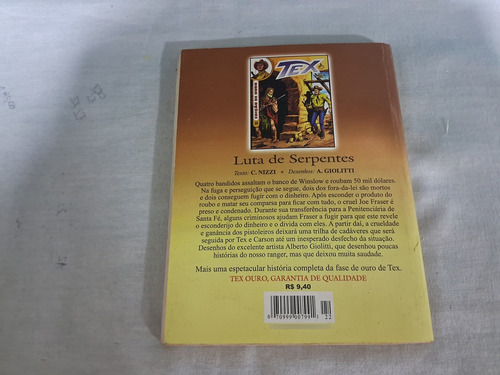 TEX
Luta de Serpentes
Texto: C. NIZZI • Desenhos: A. GIOLITTI
Quatro bandidos assaltam o banco de Winslow e roubam 50 mil dólares.
Na fuga e perseguição que se segue, dois dos fora-da-lei são mortos
e dois conseguem fugir com o dinheiro. Após esconder o produto do
roubo e matar seu comparsa para ficar com tudo, o cruel Joe Fraser é
preso e condenado. Durante sua transferência para a Penitenciária de
Santa Fé, alguns criminosos ajudam Fraser a fugir para que este revele
o esconderijo do dinheiro e o divida com eles. A partir daí, a crueldade
e ganância dos pistoleiros deixará uma trilha de cadáveres que será
seguida por Tex e Carson até um inesperado desfecho da situação.
Desenhos do excelente artista Alberto Giolitti, que desenhou poucas
histórias do nosso ranger, mas que deixou muita saudade.
Mais uma espetacular história completa da fase de ouro de Tex.
TEX OURO, GARANTIA DE QUALIDADE
R$ 9,40